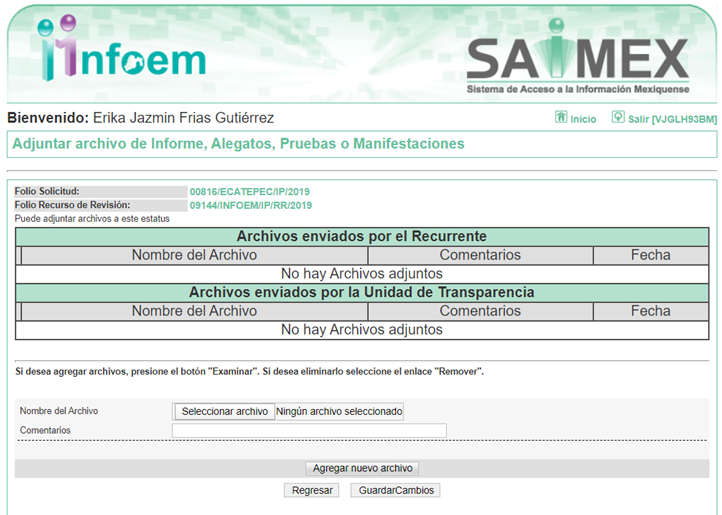 infoem
SAIMEX
Sistema de Acceso a la Información Mexiquense
Bienvenido: Erika Jazmin Frias Gutiérrez
Inicio Salir [VJGLH93BM]
Adjuntar archivo de Informe, Alegatos, Pruebas o Manifestaciones
Folio Solicitud: 00816/ECATEPEC/IP/2019
Folio Recurso de Revisión: 09144/INFOEM/IP/RR/2019
Puede adjuntar archivos a este estatus
Archivos enviados por el Recurrente
Nombre del Archivo Comentarios Fecha
No hay Archivos adjuntos
Archivos enviados por la Unidad de Transparencia
Nombre del Archivo Comentarios Fecha
No hay Archivos adjuntos
Si desea agregar archivos, presione el botón "Examinar". Si desea eliminarlo seleccione el enlace "Remover".
Nombre del Archivo Seleccionar archivo Ningún archivo seleccionado
Comentarios
Agregar nuevo archivo
Regresar GuardarCambios